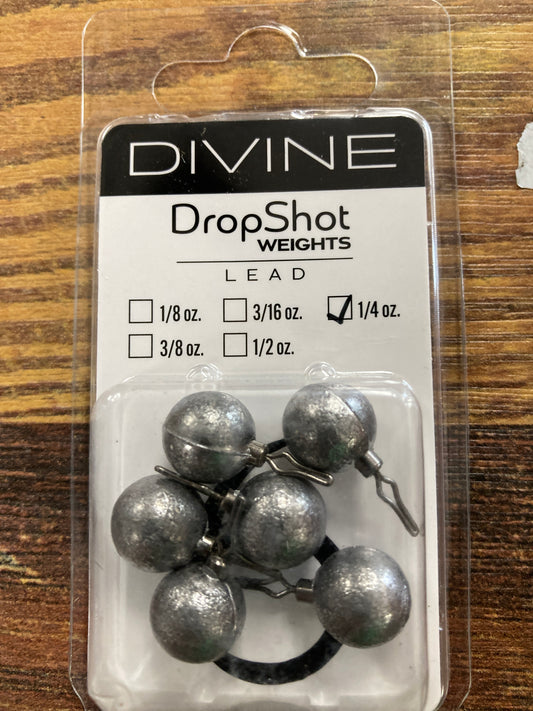 DIVINE
DropShot
WEIGHTS
LEAD
1/8 oz. 3/16 oz. 1/4 oz.
3/8 oz. 1/2 oz.